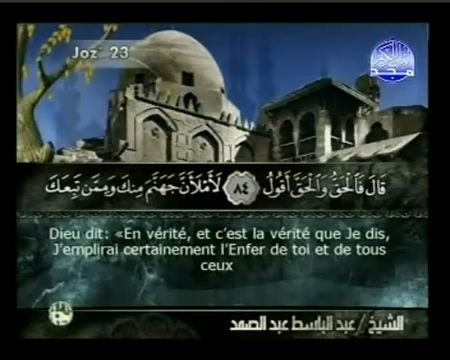 Joz' 23
قَالَ فَالْحَقُّ وَالْحَقَّ أَقُولُ ٨٤ لَأَمْلَأَنَّ جَهَنَّمَ مِنكَ وَمِمَّن تَبِعَكَ
Dieu dit: «En vérité, et c'est la vérité que Je dis,
J'emplirai certainement l'Enfer de toi et de tous
ceux
الشيخ / عبد الباسط عبد الصمد